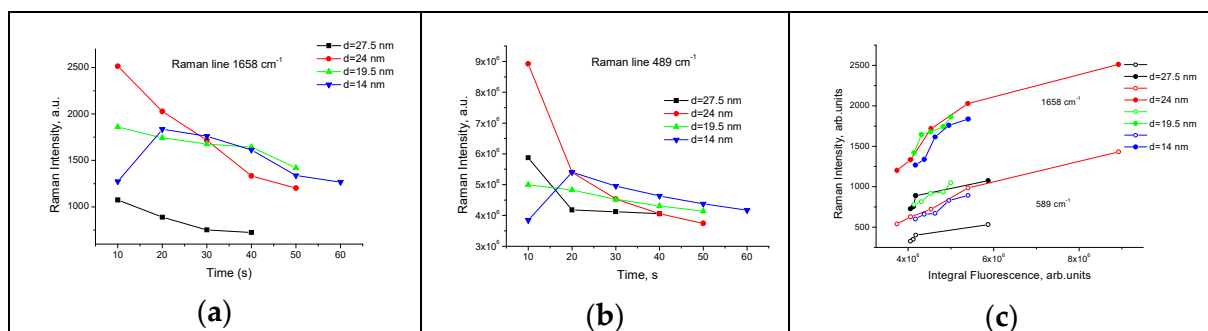 d=27.5 nm
d=24 nm
d=19.5 nm
d=14 nm
Raman line 1658 cm⁻¹
2500
2250
2000
1750
1500
1250
1000
Raman Intensity, a.u.
10 20 30 40 50 60
Time (s)
(a)
Raman line 489 cm⁻¹
d=27.5 nm
d=24 nm
d=19.5 nm
d=14 nm
9x10⁶
8x10⁶
7x10⁶
6x10⁶
5x10⁶
4x10⁶
3x10⁶
Raman Intensity, a.u.
10 20 30 40 50 60
Time, s
(b)
d=27.5 nm
d=24 nm
d=19.5 nm
d=14 nm
1658 cm⁻¹
589 cm⁻¹
2500
2000
1500
1000
500
Raman Intensity, arb.units
4x10⁶ 6x10⁶ 8x10⁶
Integral Fluorescence, arb.units
(c)